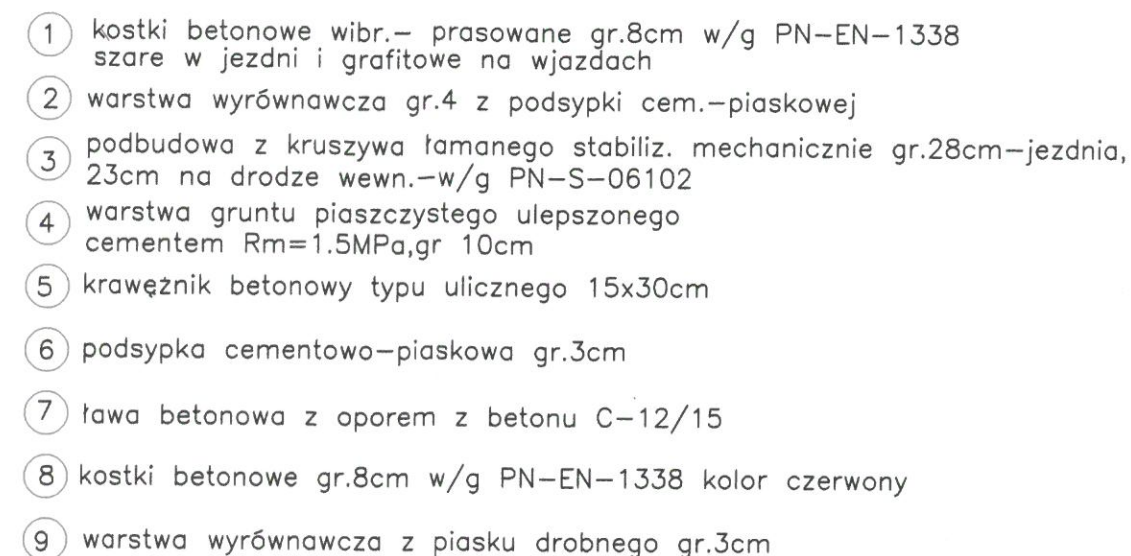 1 kostki betonowe wibr.– prasowane gr.8cm w/g PN–EN–1338
szare w jezdni i grafitowe na wjazdach
2 warstwa wyrównawcza gr.4 z podsypki cem.–piaskowej
3 podbudowa z kruszywa łamanego stabiliz. mechanicznie gr.28cm–jezdnia,
23cm na drodze wewn.–w/g PN–S–06102
4 warstwa gruntu piaszczystego ulepszonego
cementem Rm=1.5MPa,gr 10cm
5 krawężnik betonowy typu ulicznego 15x30cm
6 podsypka cementowo–piaskowa gr.3cm
7 ława betonowa z oporem z betonu C–12/15
8 kostki betonowe gr.8cm w/g PN–EN–1338 kolor czerwony
9 warstwa wyrównawcza z piasku drobnego gr.3cm